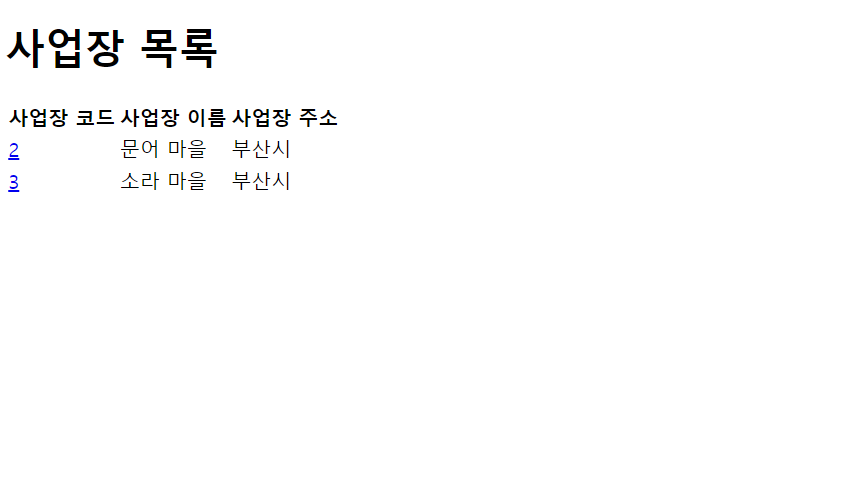 사업장 목록
사업장 코드 사업장 이름 사업장 주소
2 문어 마을 부산시
3 소라 마을 부산시